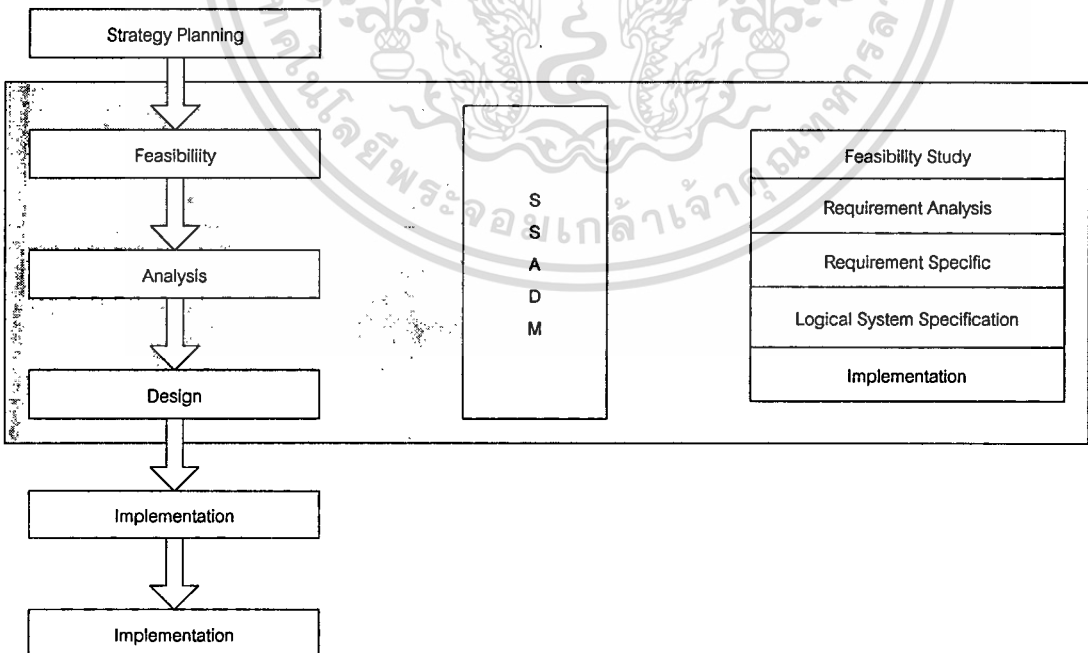 Strategy Planning
Feasibility
Analysis
Design
Implementation
Implementation
S
S
A
D
M
Feasibility Study
Requirement Analysis
Requirement Specific
Logical System Specification
Implementation